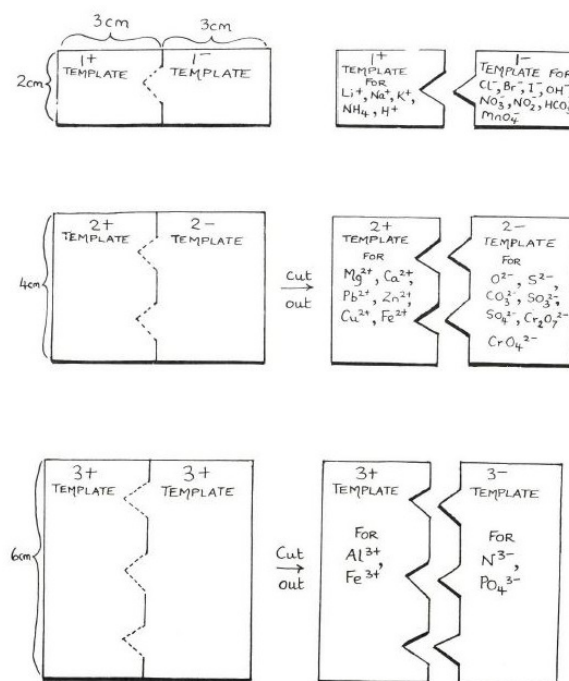 3cm 3cm
2cm
1+ TEMPLATE
1- TEMPLATE
1+
TEMPLATE
FOR
Li⁺, Na⁺, K⁺,
NH₄, H⁺
1-
TEMPLATE FOR
Cl⁻, Br⁻, I⁻, OH⁻
NO₃⁻, NO₂⁻, HCO₃
MnO₄⁻
4cm
2+
TEMPLATE
2-
TEMPLATE
Cut
out
2+
TEMPLATE
FOR
Mg²⁺, Ca²⁺,
Pb²⁺, Zn²⁺,
Cu²⁺, Fe²⁺
2-
TEMPLATE
FOR
O²⁻, S²⁻,
CO₃²⁻, SO₃²⁻,
SO₄²⁻, Cr₂O₇²⁻
CrO₄²⁻
6cm
3+
TEMPLATE
3+
TEMPLATE
Cut
out
3+
TEMPLATE
FOR
Al³⁺,
Fe³⁺
3-
TEMPLATE
FOR
N³⁻,
PO₄³⁻